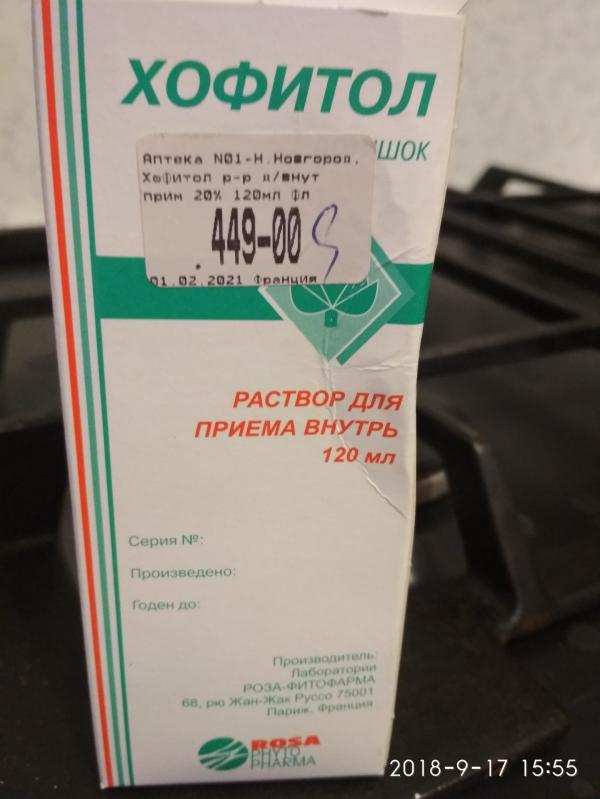 ХОФИТОЛ
Аптека N01-Н.Новгород,
Хофитол р-р д/внут
прим 20% 120мл фл
449-00
01.02.2021 Франция
РАСТВОР ДЛЯ
ПРИЕМА ВНУТРЬ
120 мл
Серия №:
Произведено:
Годен до:
Производитель:
Лаборатории
РОЗА-ФИТОФАРМА
68, рю Жан-Жак Руссо 75001
Париж, Франция
ROSA
PHYTO
PHARMA
2018-9-17 15:55